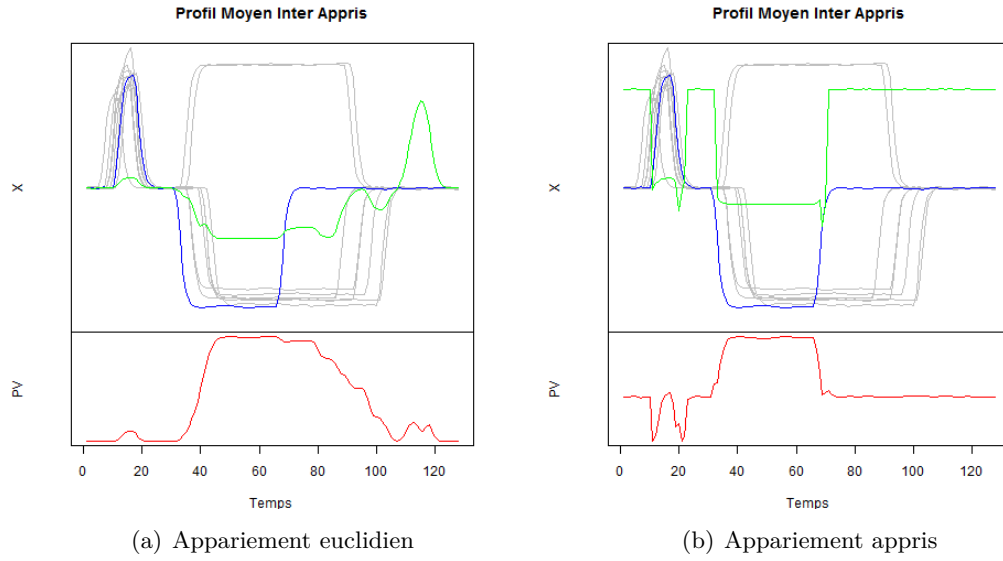 Profil Moyen Inter Appris
X
PV
0 20 40 60 80 100 120
Temps
(a) Appariement euclidien
Profil Moyen Inter Appris
X
PV
0 20 40 60 80 100 120
Temps
(b) Appariement appris